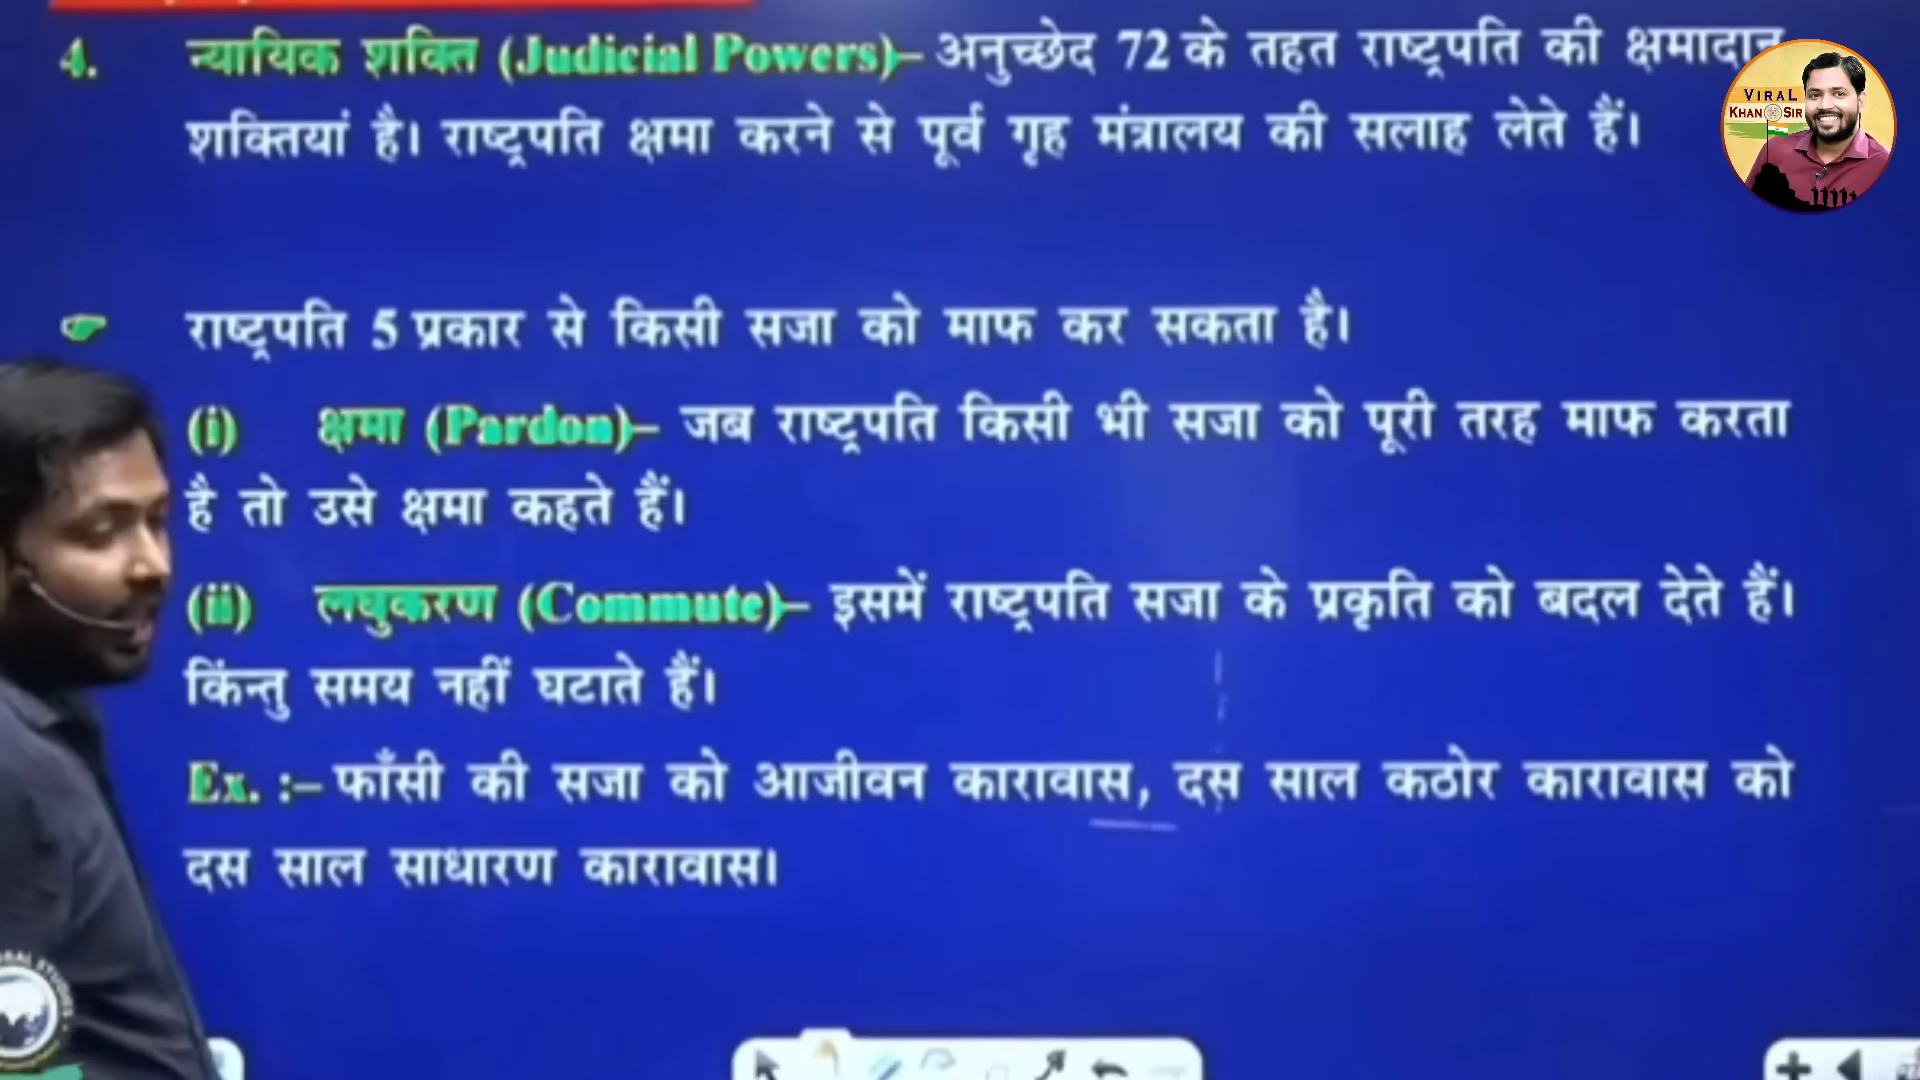 4. न्यायिक शक्ति (Judicial Powers)– अनुच्छेद 72 के तहत राष्ट्रपति की क्षमादान
शक्तियां है। राष्ट्रपति क्षमा करने से पूर्व गृह मंत्रालय की सलाह लेते हैं।
VIRAL
KHAN SIR
राष्ट्रपति 5 प्रकार से किसी सजा को माफ कर सकता है।
(i) क्षमा (Pardon)– जब राष्ट्रपति किसी भी सजा को पूरी तरह माफ करता
है तो उसे क्षमा कहते हैं।
(ii) लघुकरण (Commute)– इसमें राष्ट्रपति सजा के प्रकृति को बदल देते हैं।
किंन्तु समय नहीं घटाते हैं।
Ex. :– फाँसी की सजा को आजीवन कारावास, दस साल कठोर कारावास को
दस साल साधारण कारावास।